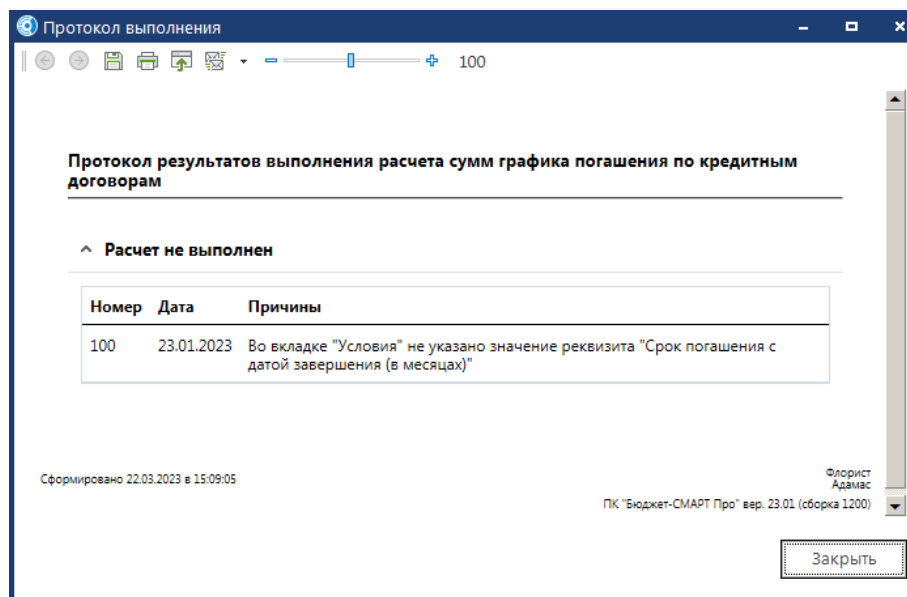 Протокол выполнения
100
Протокол результатов выполнения расчета сумм графика погашения по кредитным
договорам
Расчет не выполнен
Номер Дата Причины
100 23.01.2023 Во вкладке "Условия" не указано значение реквизита "Срок погашения с
датой завершения (в месяцах)"
Сформировано 22.03.2023 в 15:09:05
Флорист
Адамас
ПК "Бюджет-СМАРТ Про" вер. 23.01 (сборка 1200)
Закрыть